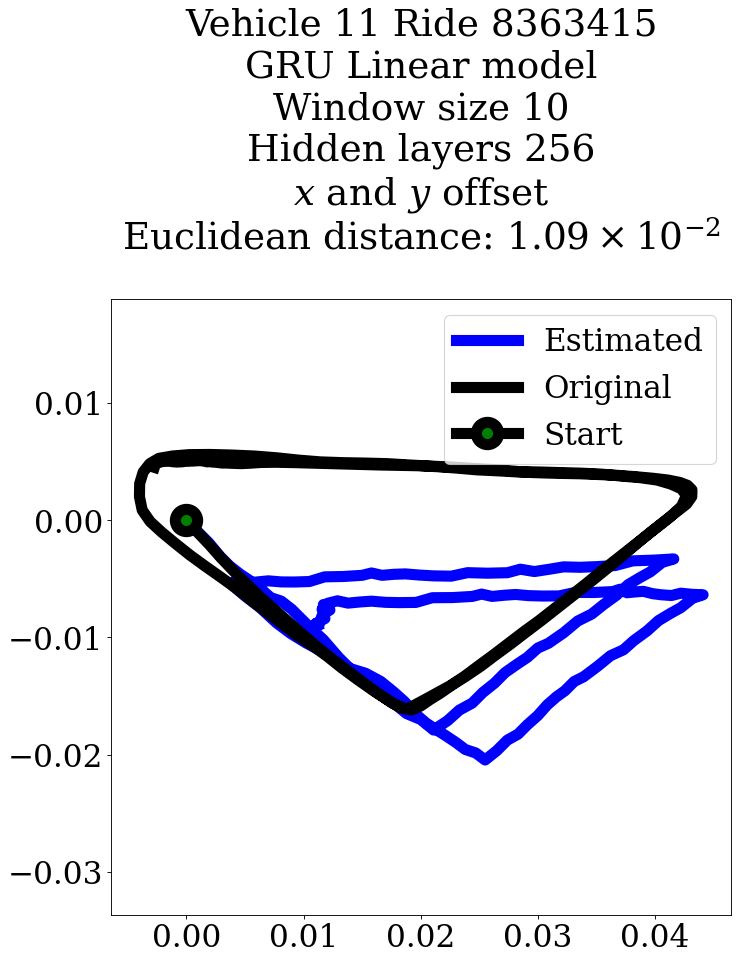 Vehicle 11 Ride 8363415
GRU Linear model
Window size 10
Hidden layers 256
x and y offset
Euclidean distance: 1.09 × 10⁻²
Estimated
Original
Start
0.01
0.00
−0.01
−0.02
−0.03
0.00 0.01 0.02 0.03 0.04